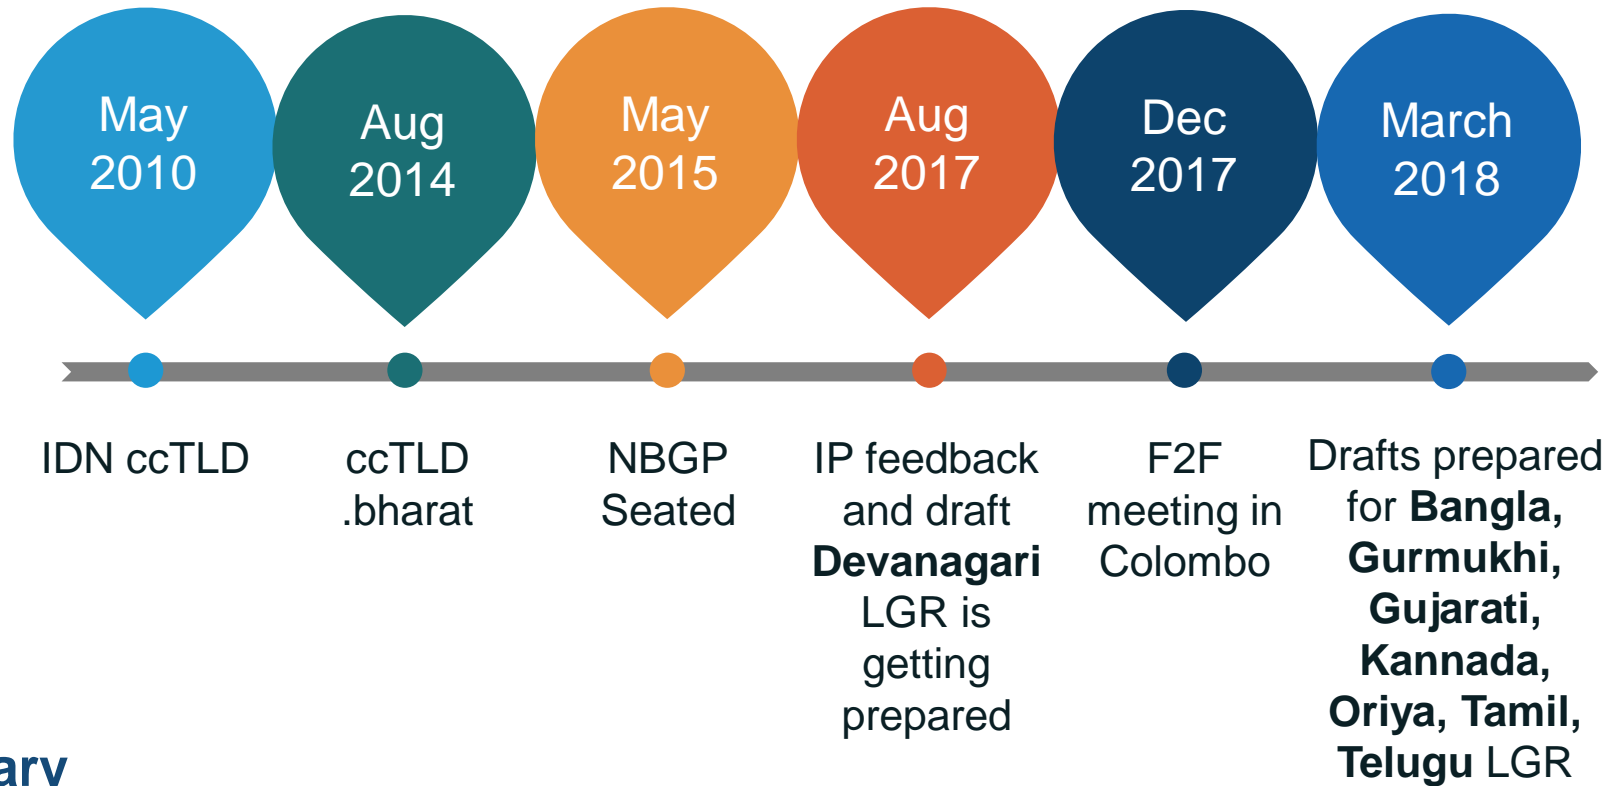 May
2010
Aug
2014
May
2015
Aug
2017
Dec
2017
March
2018
IDN ccTLD
ccTLD
.bharat
NBGP
Seated
IP feedback
and draft
Devanagari
LGR is
getting
prepared
F2F
meeting in
Colombo
Drafts prepared
for Bangla,
Gurmukhi,
Gujarati,
Kannada,
Oriya, Tamil,
Telugu LGR